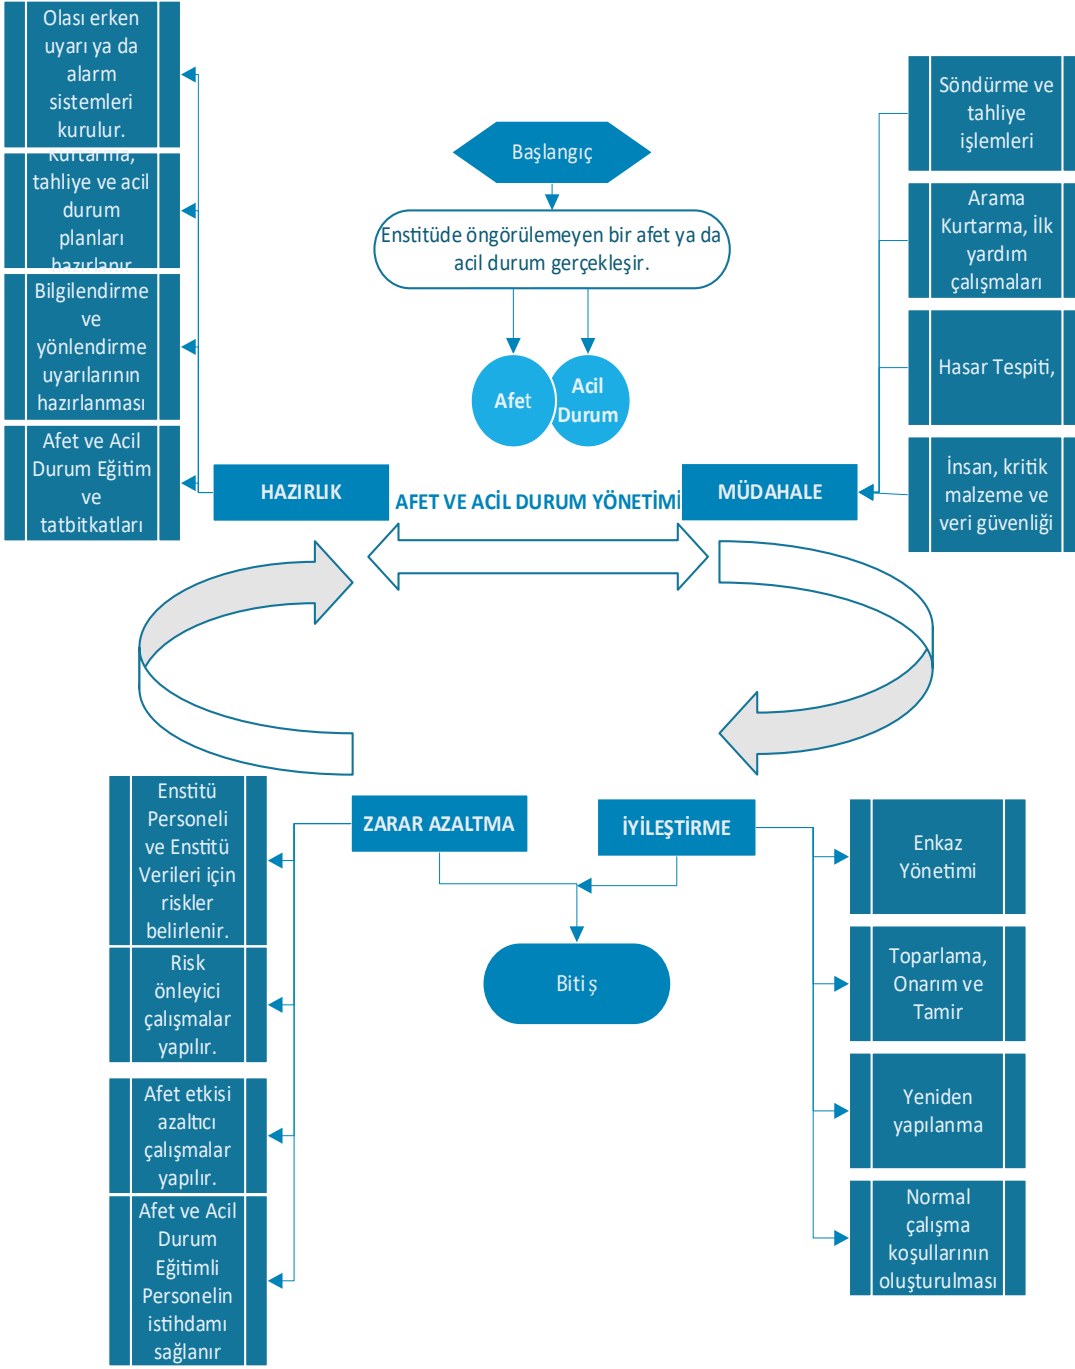 Olası erken
uyarı ya da
alarm
sistemleri
kurulur.
Kurtarma,
tahliye ve acil
durum
planları
hazırlanır
Bilgilendirme
ve
yönlendirme
uyarılarının
hazırlanması
Afet ve Acil
Durum Eğitim
ve
tatbitkatları
Başlangıç
Enstitüde öngörülemeyen bir afet ya da
acil durum gerçekleşir.
Afet
Acil
Durum
Söndürme ve
tahliye
işlemleri
Arama
Kurtarma, İlk
yardım
çalışmaları
Hasar Tespiti,
İnsan, kritik
malzeme ve
veri güvenliği
HAZIRLIK
AFET VE ACİL DURUM YÖNETİMİ
MÜDAHALE
ZARAR AZALTMA
İYİLEŞTİRME
Bitiş
Enstitü
Personeli
ve Enstitü
Verileri için
riskler
belirlenir.
Risk
önleyici
çalışmalar
yapılır.
Afet etkisi
azaltıcı
çalışmalar
yapılır.
Afet ve Acil
Durum
Eğitimli
Personelin
istihdamı
sağlanır
Enkaz
Yönetimi
Toparlama,
Onarım ve
Tamir
Yeniden
yapılanma
Normal
çalışma
koşullarının
oluşturulması